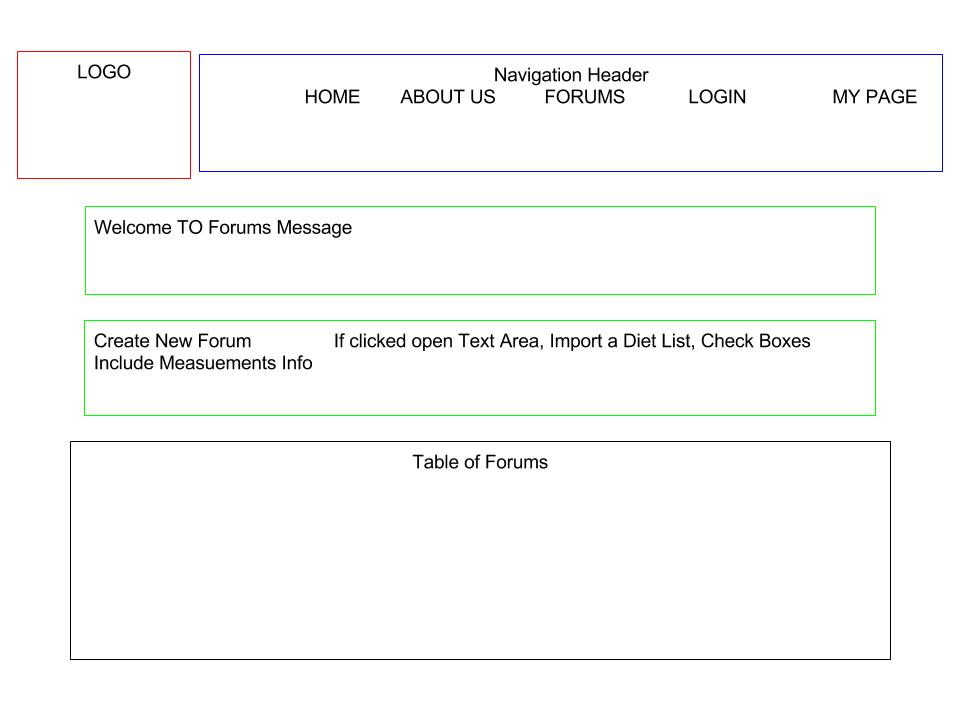 LOGO
Navigation Header
HOME ABOUT US FORUMS LOGIN MY PAGE
Welcome TO Forums Message
Create New Forum If clicked open Text Area, Import a Diet List, Check Boxes
Include Measuements Info
Table of Forums